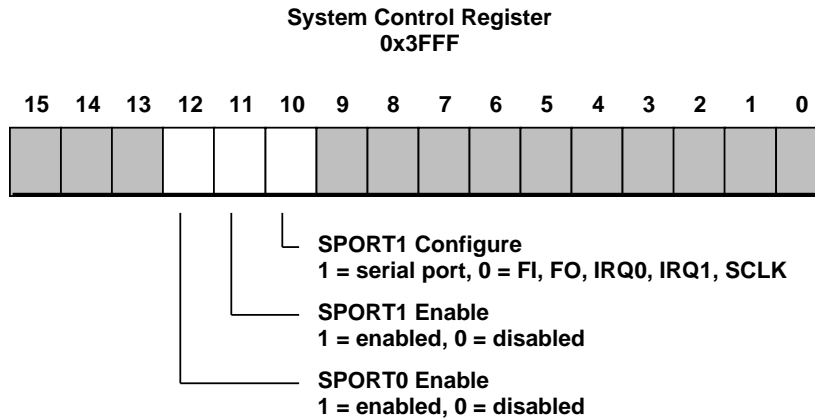 System Control Register
0x3FFF
15 14 13 12 11 10 9 8 7 6 5 4 3 2 1 0
SPORT1 Configure
1 = serial port, 0 = FI, FO, IRQ0, IRQ1, SCLK
SPORT1 Enable
1 = enabled, 0 = disabled
SPORT0 Enable
1 = enabled, 0 = disabled